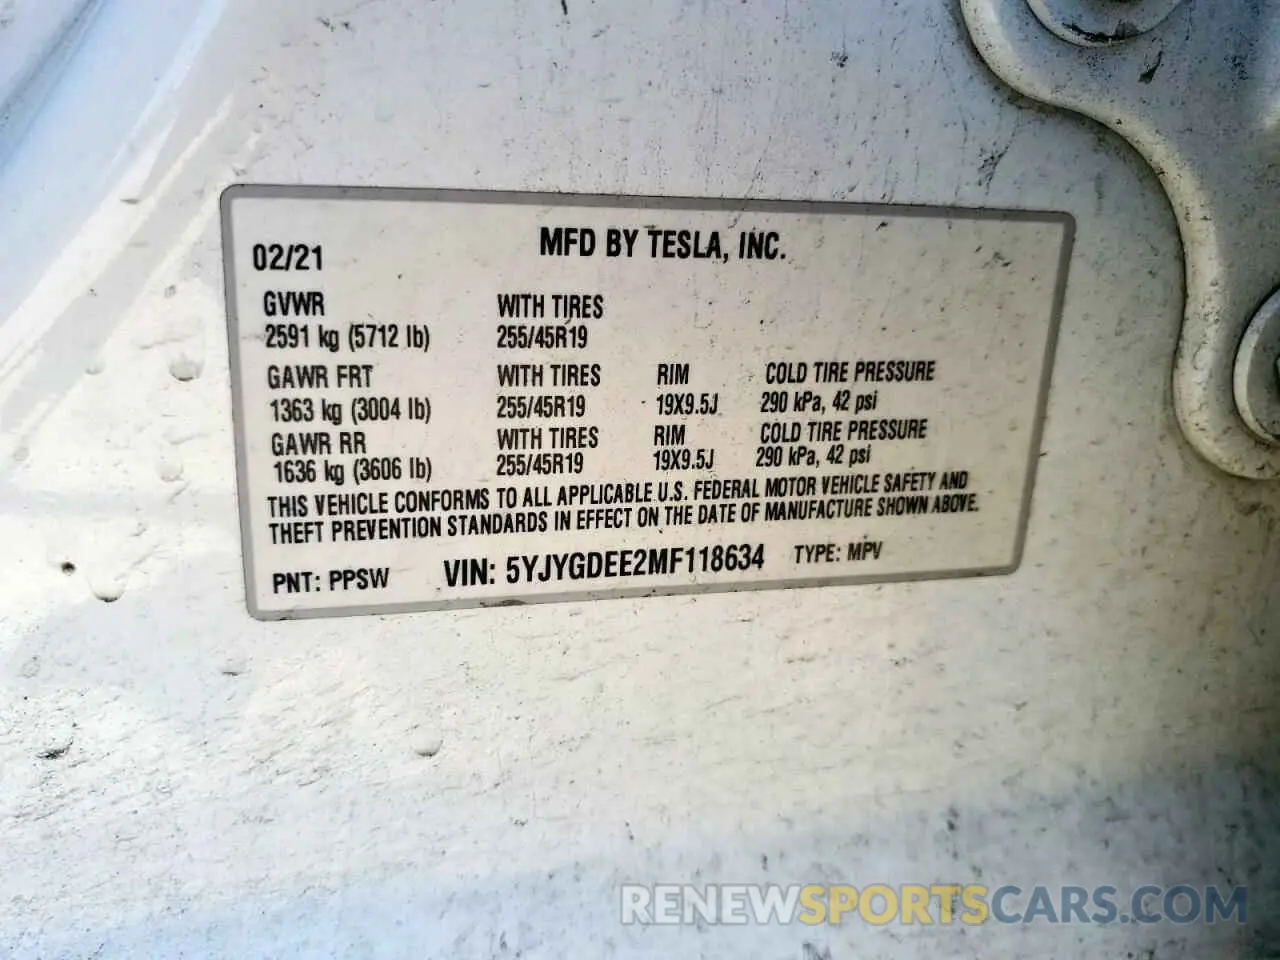 02/21 MFD BY TESLA, INC.
GVWR WITH TIRES
2591 kg (5712 lb) 255/45R19
GAWR FRT WITH TIRES RIM COLD TIRE PRESSURE
1363 kg (3004 lb) 255/45R19 19X9.5J 290 kPa, 42 psi
GAWR RR WITH TIRES RIM COLD TIRE PRESSURE
1636 kg (3606 lb) 255/45R19 19X9.5J 290 kPa, 42 psi
THIS VEHICLE CONFORMS TO ALL APPLICABLE U.S. FEDERAL MOTOR VEHICLE SAFETY AND
THEFT PREVENTION STANDARDS IN EFFECT ON THE DATE OF MANUFACTURE SHOWN ABOVE.
PNT: PPSW VIN: 5YJYGDEE2MF118634 TYPE: MPV
RENEWSPORTSCARS.COM